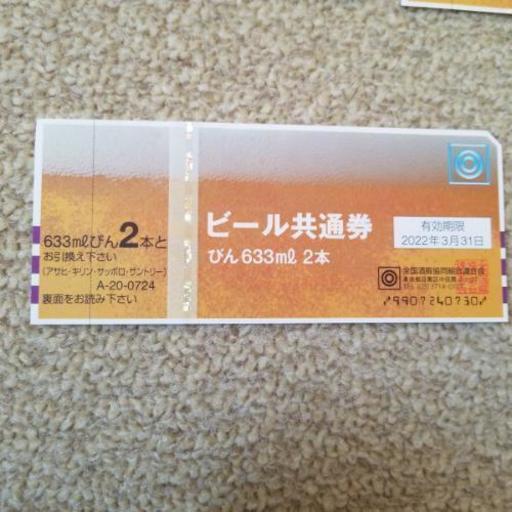 633mlびん2本と
お引換え下さい
(アサヒ・キリン・サッポロ・サントリー)
A-20-0724
裏面をお読み下さい
ビール共通券
びん633ml 2本
有効期限
2022年3月31日
全国酒販協同組合連合会
9907240730